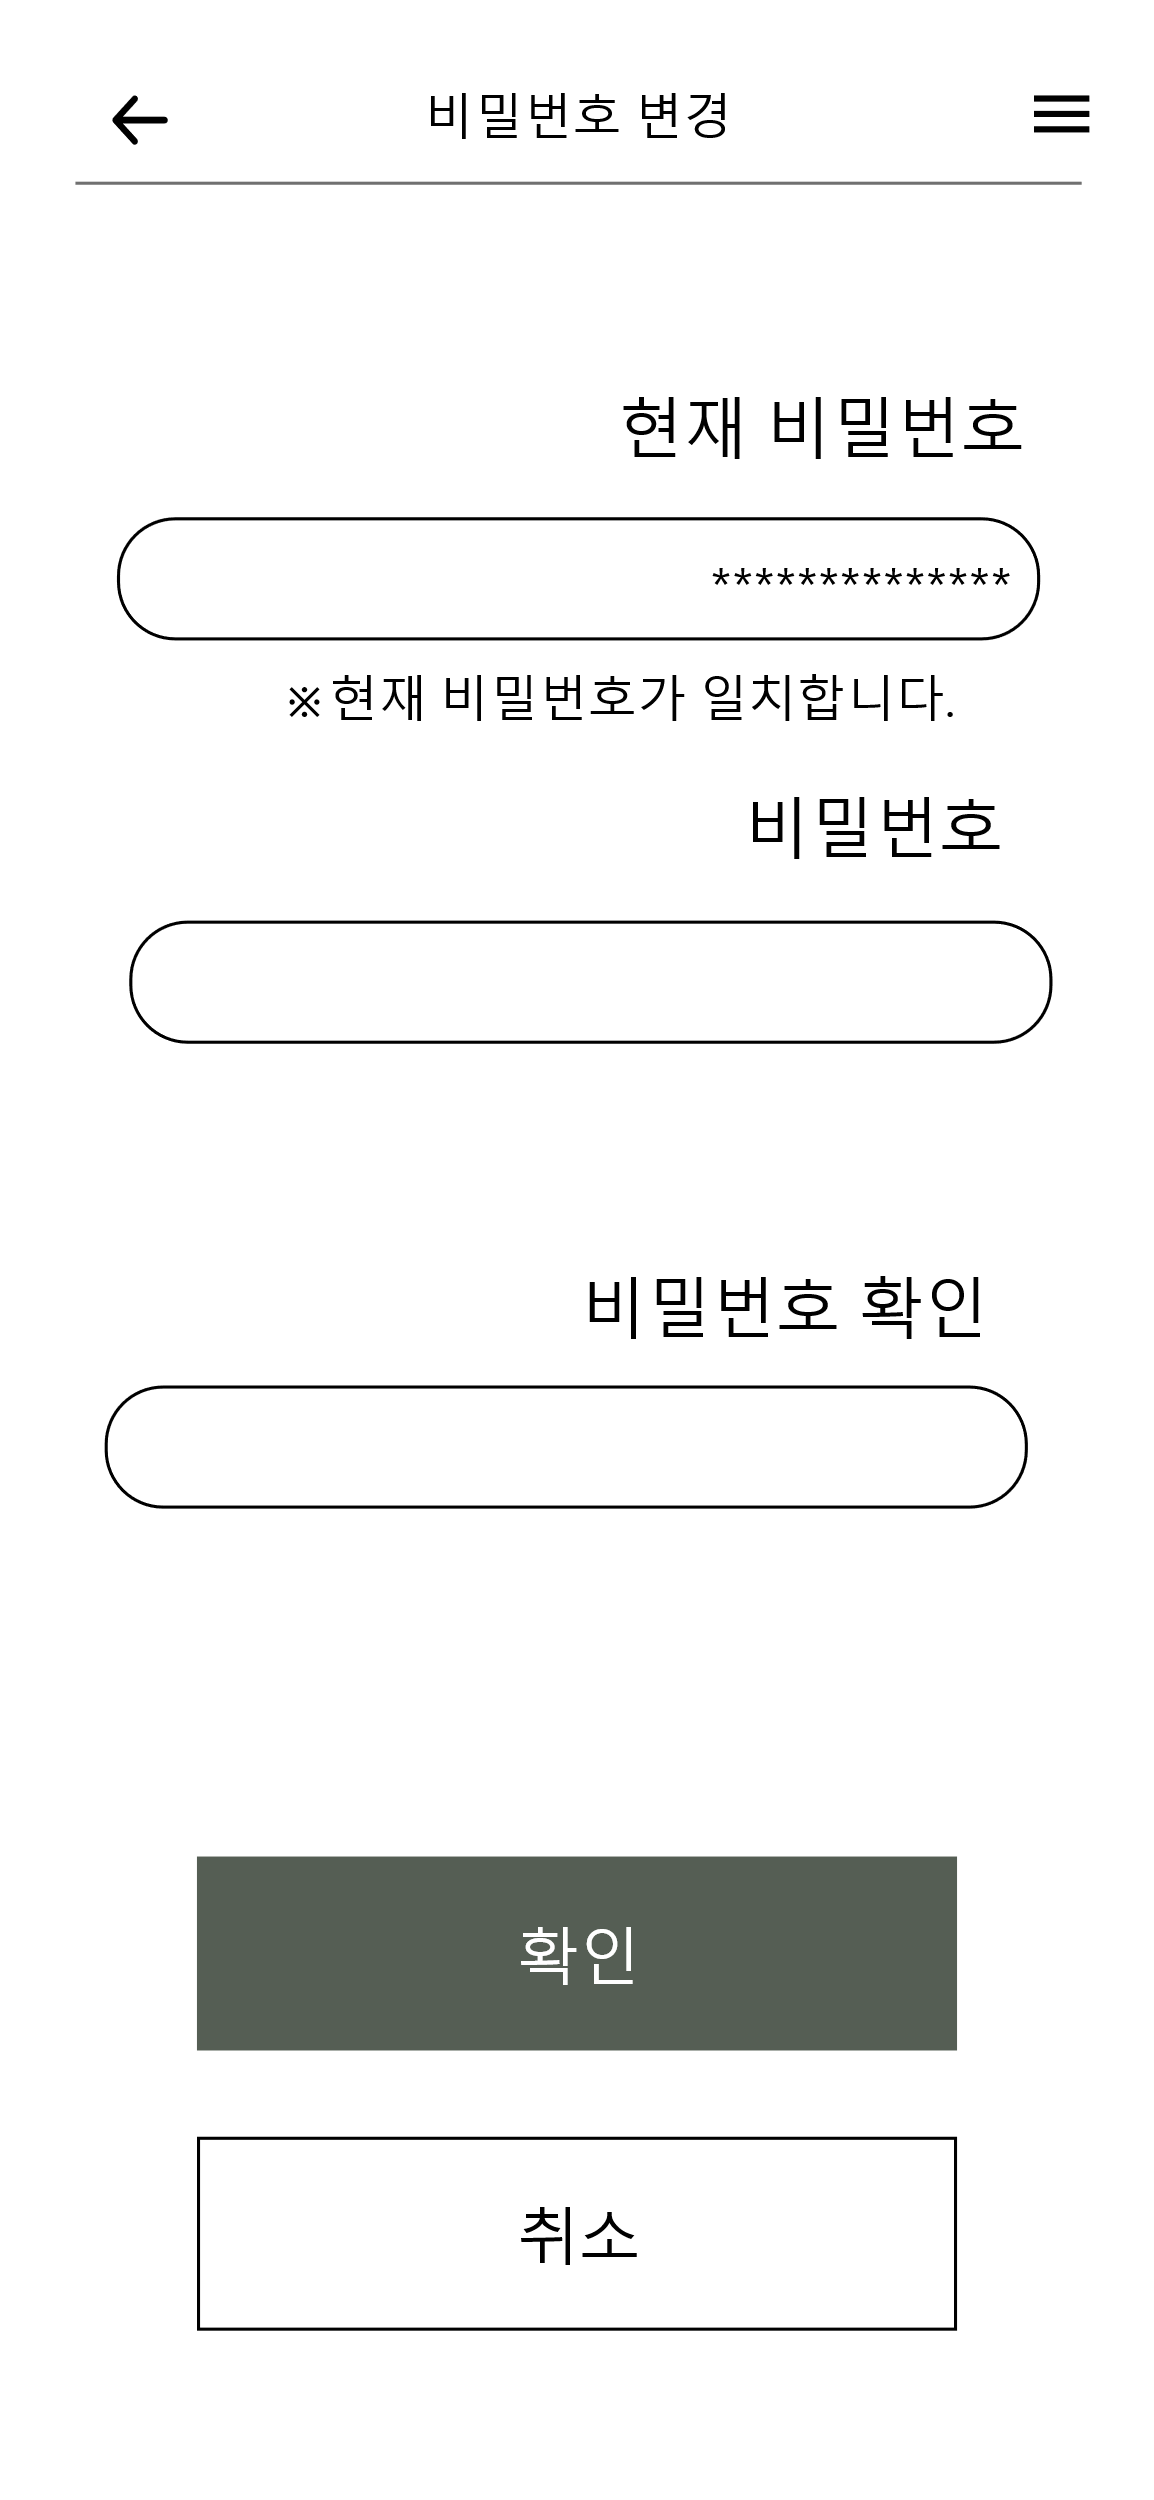 비밀번호 변경
현재 비밀번호
**************
※현재 비밀번호가 일치합니다.
비밀번호
비밀번호 확인
확인
취소